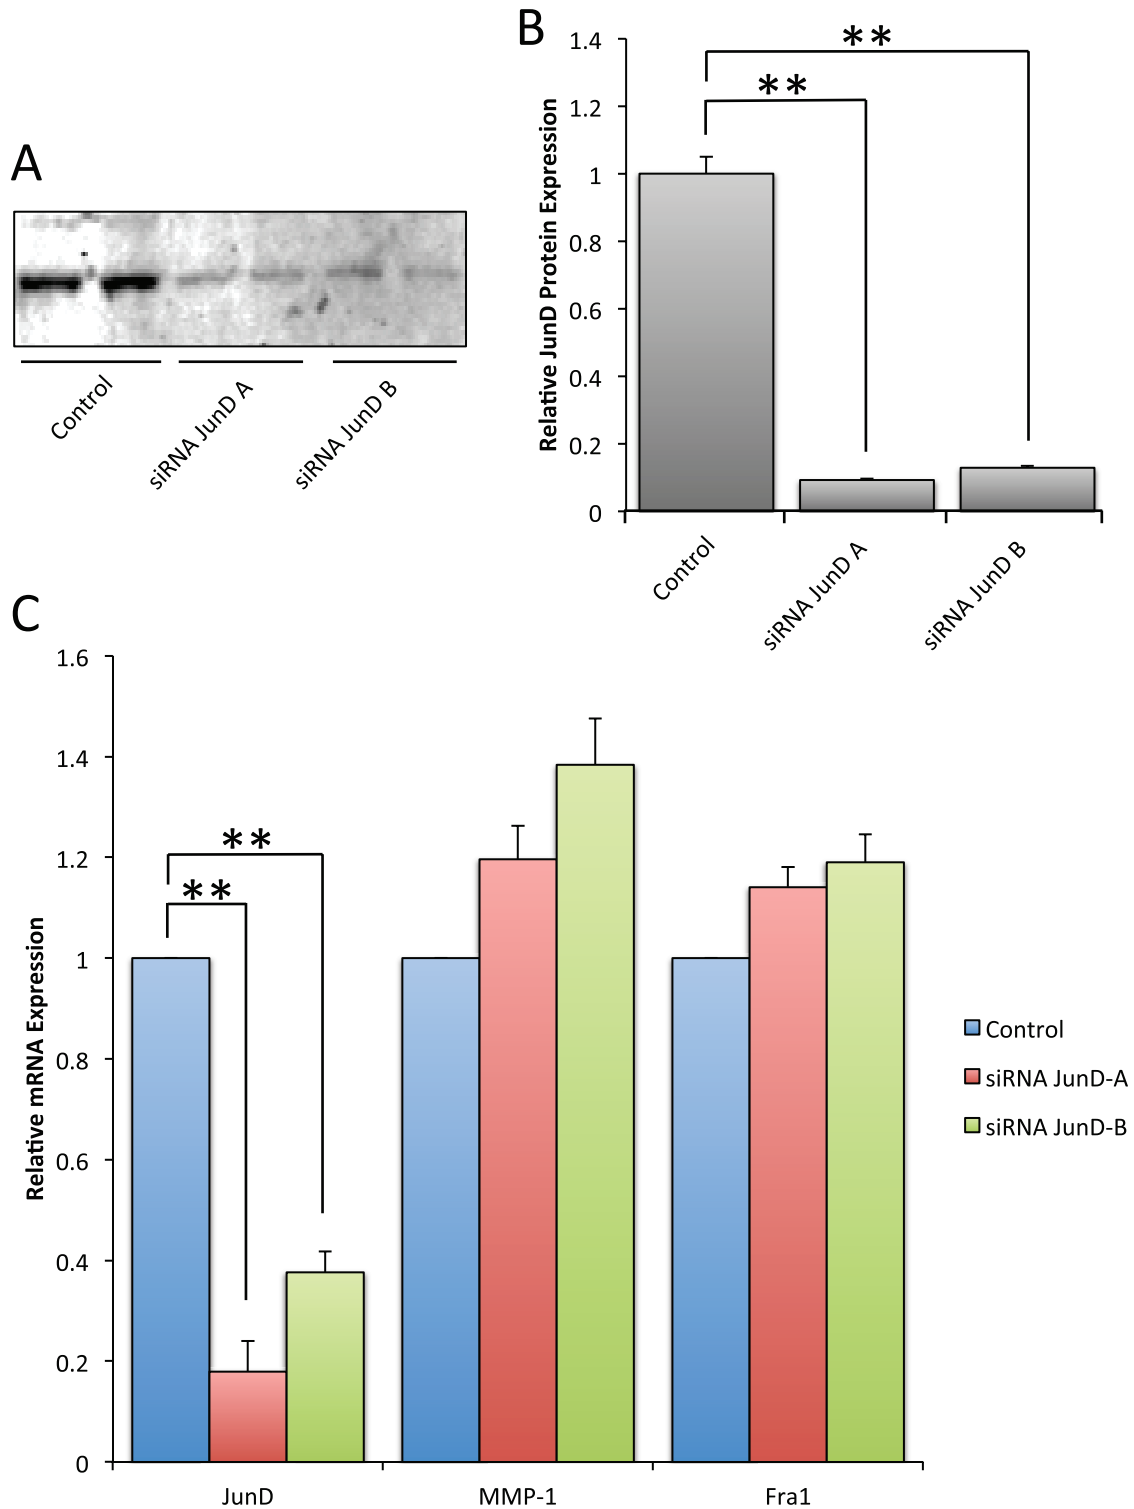 A
Control
siRNA JunD A
siRNA JunD B
B
Relative JunD Protein Expression
1.4
1.2
1
0.8
0.6
0.4
0.2
0
**
**
Control
siRNA JunD A
siRNA JunD B
C
Relative mRNA Expression
1.6
1.4
1.2
1
0.8
0.6
0.4
0.2
0
**
**
JunD
MMP-1
Fra1
Control
siRNA JunD-A
siRNA JunD-B